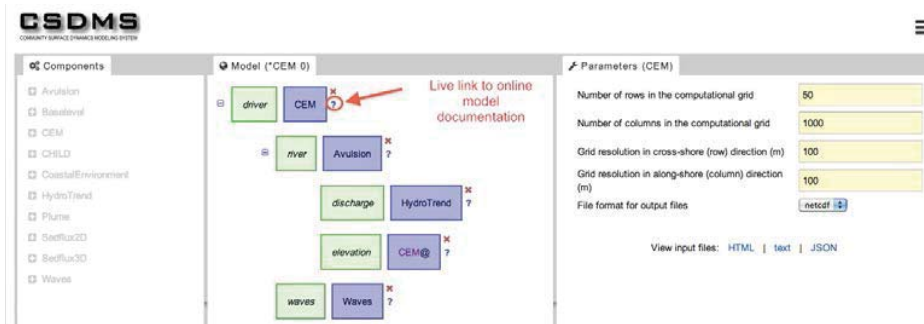 CSDMS
COMMUNITY SURFACE DYNAMICS MODELING SYSTEM
Components
Avulsion
Baselevel
CEM
CHILD
CoastalEnvironment
HydroTrend
Plume
Sedflux2D
Sedflux3D
Waves
Model (*CEM 0)
driver CEM ?
Live link to online
model
documentation
river Avulsion ?
discharge HydroTrend ?
elevation CEM@ ?
waves Waves ?
Parameters (CEM)
Number of rows in the computational grid 50
Number of columns in the computational grid 1000
Grid resolution in cross-shore (row) direction (m) 100
Grid resolution in along-shore (column) direction
(m) 100
File format for output files netcdf
View input files: HTML | text | JSON